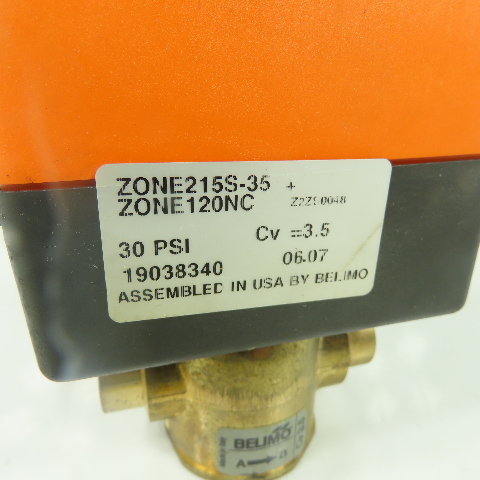 ZONE215S-35 +
ZONE120NC
30 PSI Cv =3.5
19038340 06.07
ASSEMBLED IN USA BY BELIMO
BELIMO
A B